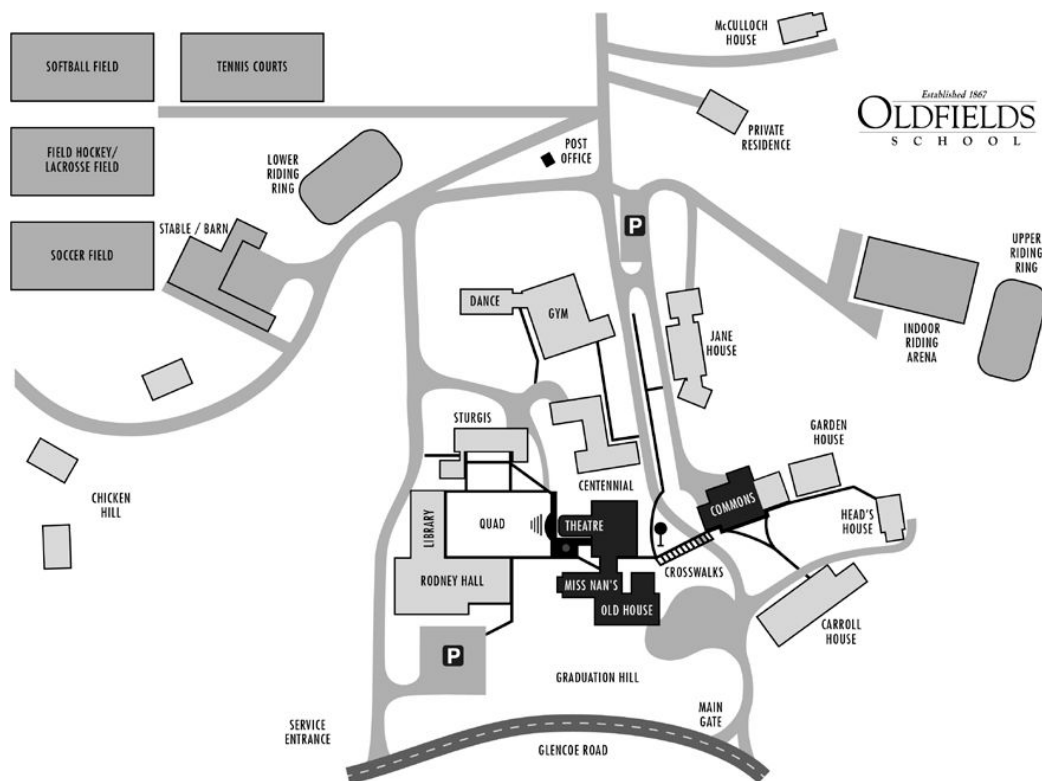 McCULLOCH
HOUSE
SOFTBALL FIELD
TENNIS COURTS
Established 1867
OLDFIELDS
SCHOOL
PRIVATE
RESIDENCE
FIELD HOCKEY/
LACROSSE FIELD
LOWER
RIDING
RING
POST
OFFICE
P
STABLE / BARN
SOCCER FIELD
UPPER
RIDING
RING
DANCE
GYM
JANE
HOUSE
INDOOR
RIDING
ARENA
STURGIS
GARDEN
HOUSE
CENTENNIAL
COMMONS
CHICKEN
HILL
LIBRARY
QUAD
THEATRE
HEAD'S
HOUSE
CROSSWALKS
RODNEY HALL
MISS NAN'S
OLD HOUSE
CARROLL
HOUSE
P
GRADUATION HILL
SERVICE
ENTRANCE
MAIN
GATE
GLENCOE ROAD